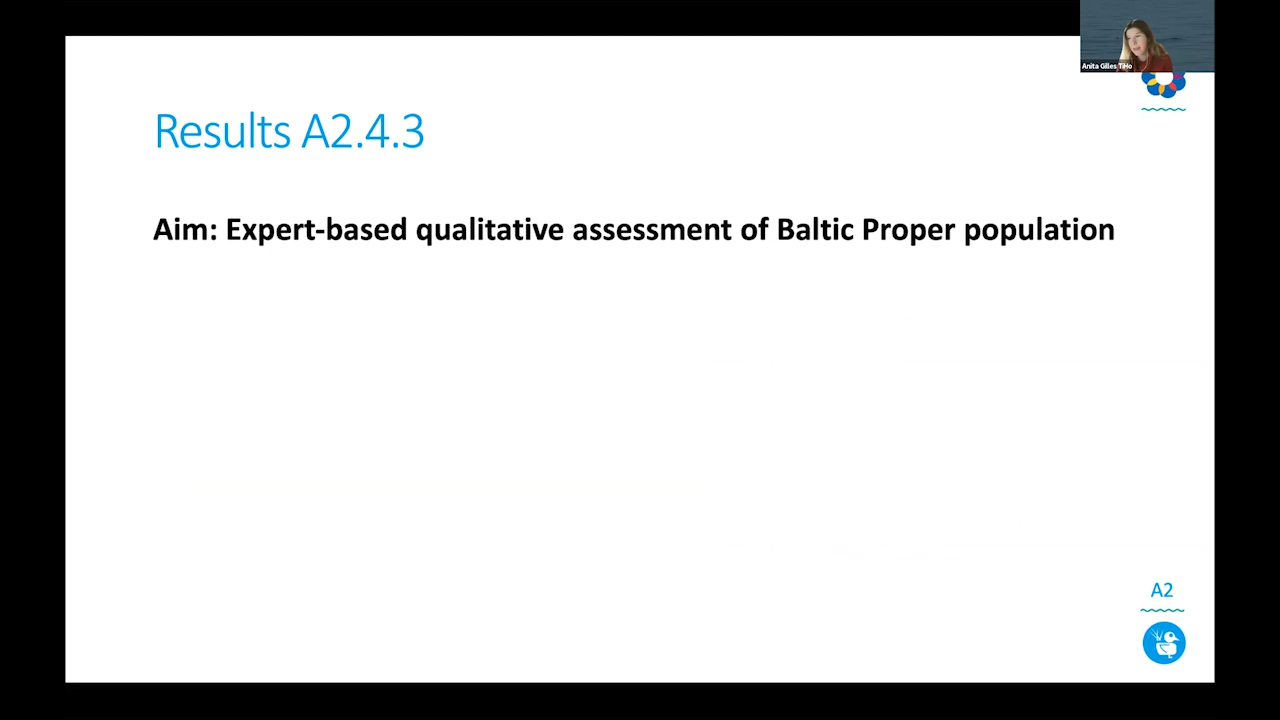 Anita Gilles TiHo
Results A2.4.3
Aim: Expert-based qualitative assessment of Baltic Proper population
A2